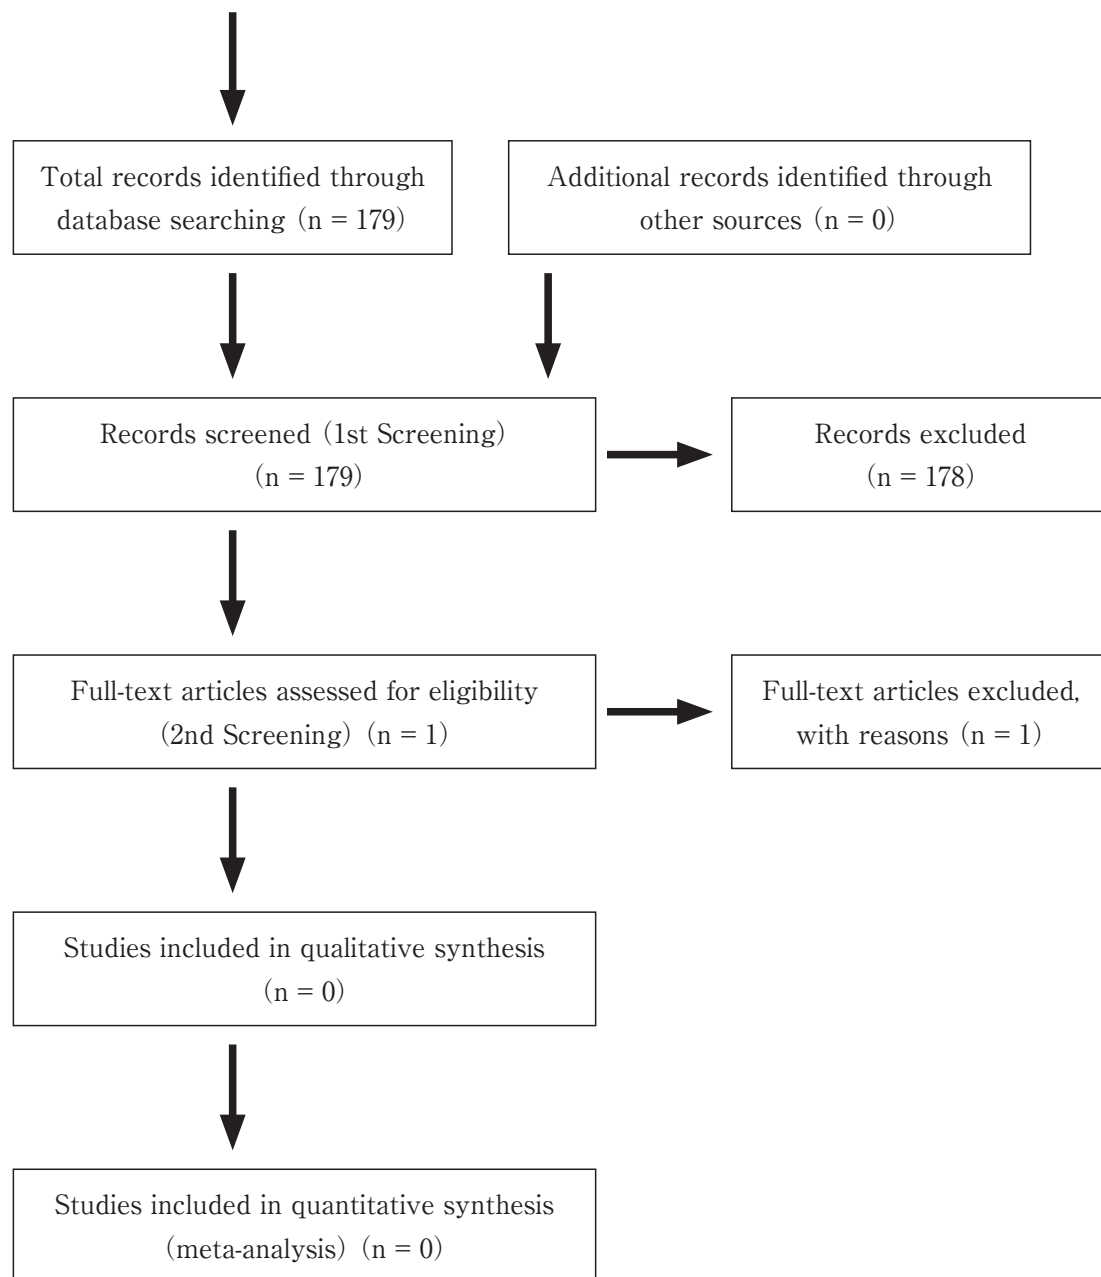 Total records identified through
database searching (n = 179)
Additional records identified through
other sources (n = 0)
Records screened (1st Screening)
(n = 179)
Records excluded
(n = 178)
Full-text articles assessed for eligibility
(2nd Screening) (n = 1)
Full-text articles excluded,
with reasons (n = 1)
Studies included in qualitative synthesis
(n = 0)
Studies included in quantitative synthesis
(meta-analysis) (n = 0)